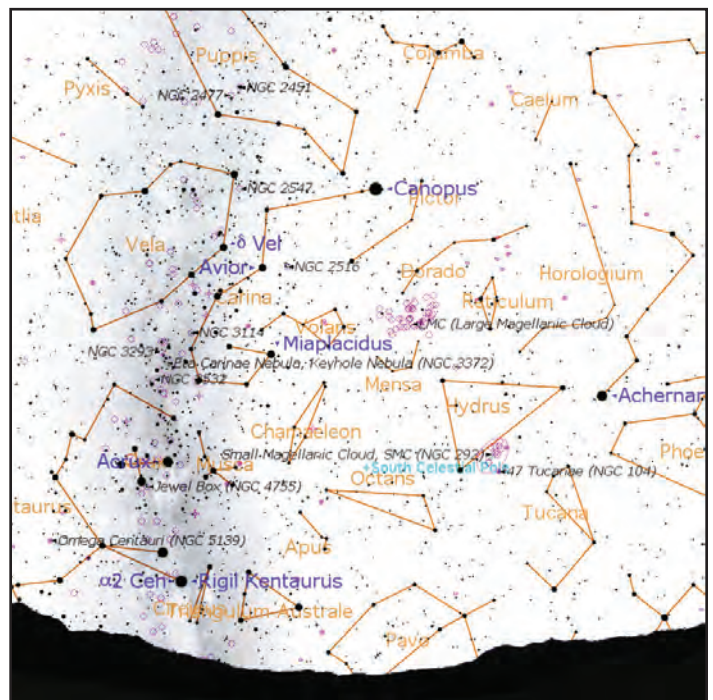 Puppis
Columba
Pyxis
NGC 2477
NGC 2451
Caelum
NGC 2547
Canopus
Pictor
tlia
Vela
δ Vel
Avior
NGC 2516
Dorado
Horologium
Carina
Reticulum
NGC 3114
Volans
LMC (Large Magellanic Cloud)
Miaplacidus
NGC 3293
Eta Carinae Nebula, Keyhole Nebula (NGC 3372)
NGC 3532
Mensa
Achernar
Hydrus
Chamaeleon
Phoe
Small Magellanic Cloud, SMC (NGC 292)
Acrux
Musca
South Celestial Pole
47 Tucanae (NGC 104)
Octans
Jewel Box (NGC 4755)
taurus
Tucana
Omega Centauri (NGC 5139)
Apus
α2 Cen
Rigil Kentaurus
Triangulum Australe
Pavo